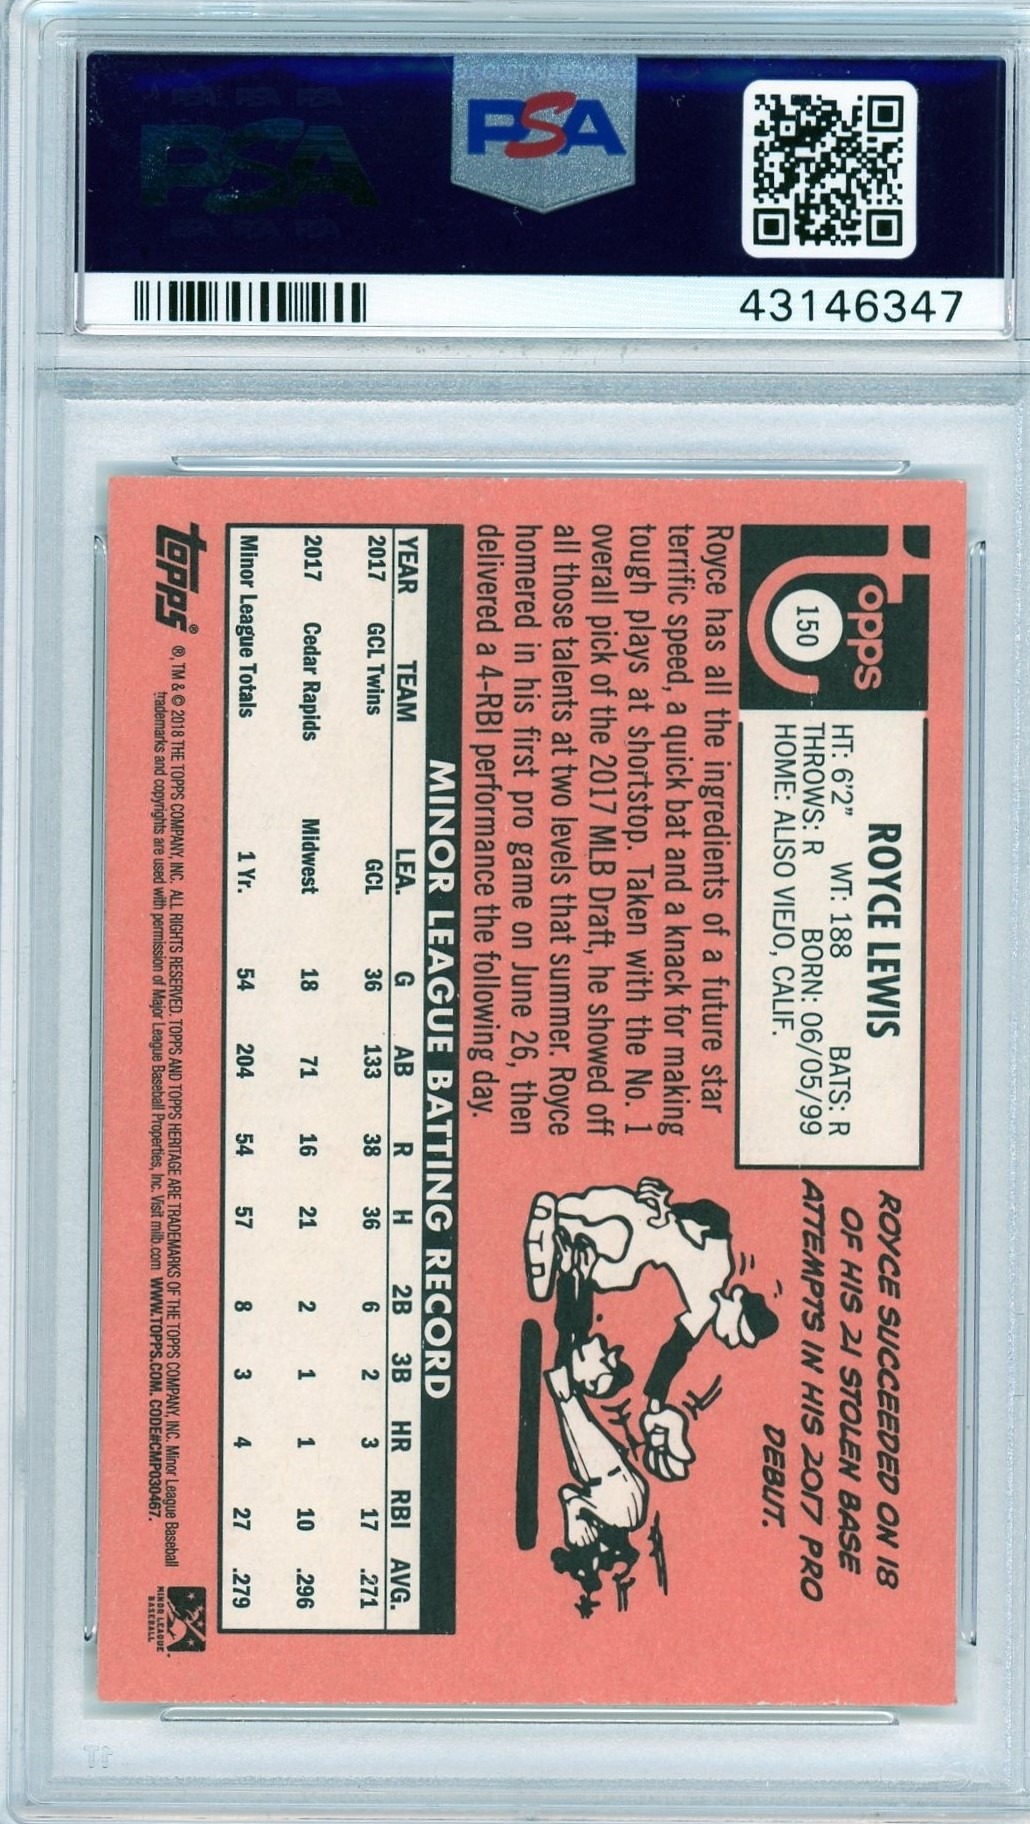 PSA
PSA
43146347
Topps
150
ROYCE LEWIS
HT: 6'2" WT: 188 BATS: R
THROWS: R BORN: 06/05/99
HOME: ALISO VIEJO, CALIF.
ROYCE SUCCEEDED ON 18
OF HIS 21 STOLEN BASE
ATTEMPTS IN HIS 2017 PRO
DEBUT.
Royce has all the ingredients of a future star
terrific speed, a quick bat and a knack for making
tough plays at shortstop. Taken with the No. 1
overall pick of the 2017 MLB Draft, he showed off
all those talents at two levels that summer. Royce
homered in his first pro game on June 26, then
delivered a 4-RBI performance the following day.
MINOR LEAGUE BATTING RECORD
YEAR TEAM LEA. G AB R H 2B 3B HR RBI AVG.
2017 GCL Twins GCL 36 133 38 36 6 2 3 17 .271
2017 Cedar Rapids Midwest 18 71 16 21 2 1 1 10 .296
Minor League Totals 1 Yr. 54 204 54 57 8 3 4 27 .279
Topps®
®, TM & © 2018 THE TOPPS COMPANY, INC. ALL RIGHTS RESERVED. TOPPS AND TOPPS HERITAGE ARE TRADEMARKS OF THE TOPPS COMPANY, INC. Minor League Baseball
trademarks and copyrights are used with permission of Major League Baseball Properties, Inc. Visit milb.com WWW.TOPPS.COM. CODE#CMP030467.
MINOR LEAGUE
BASEBALL